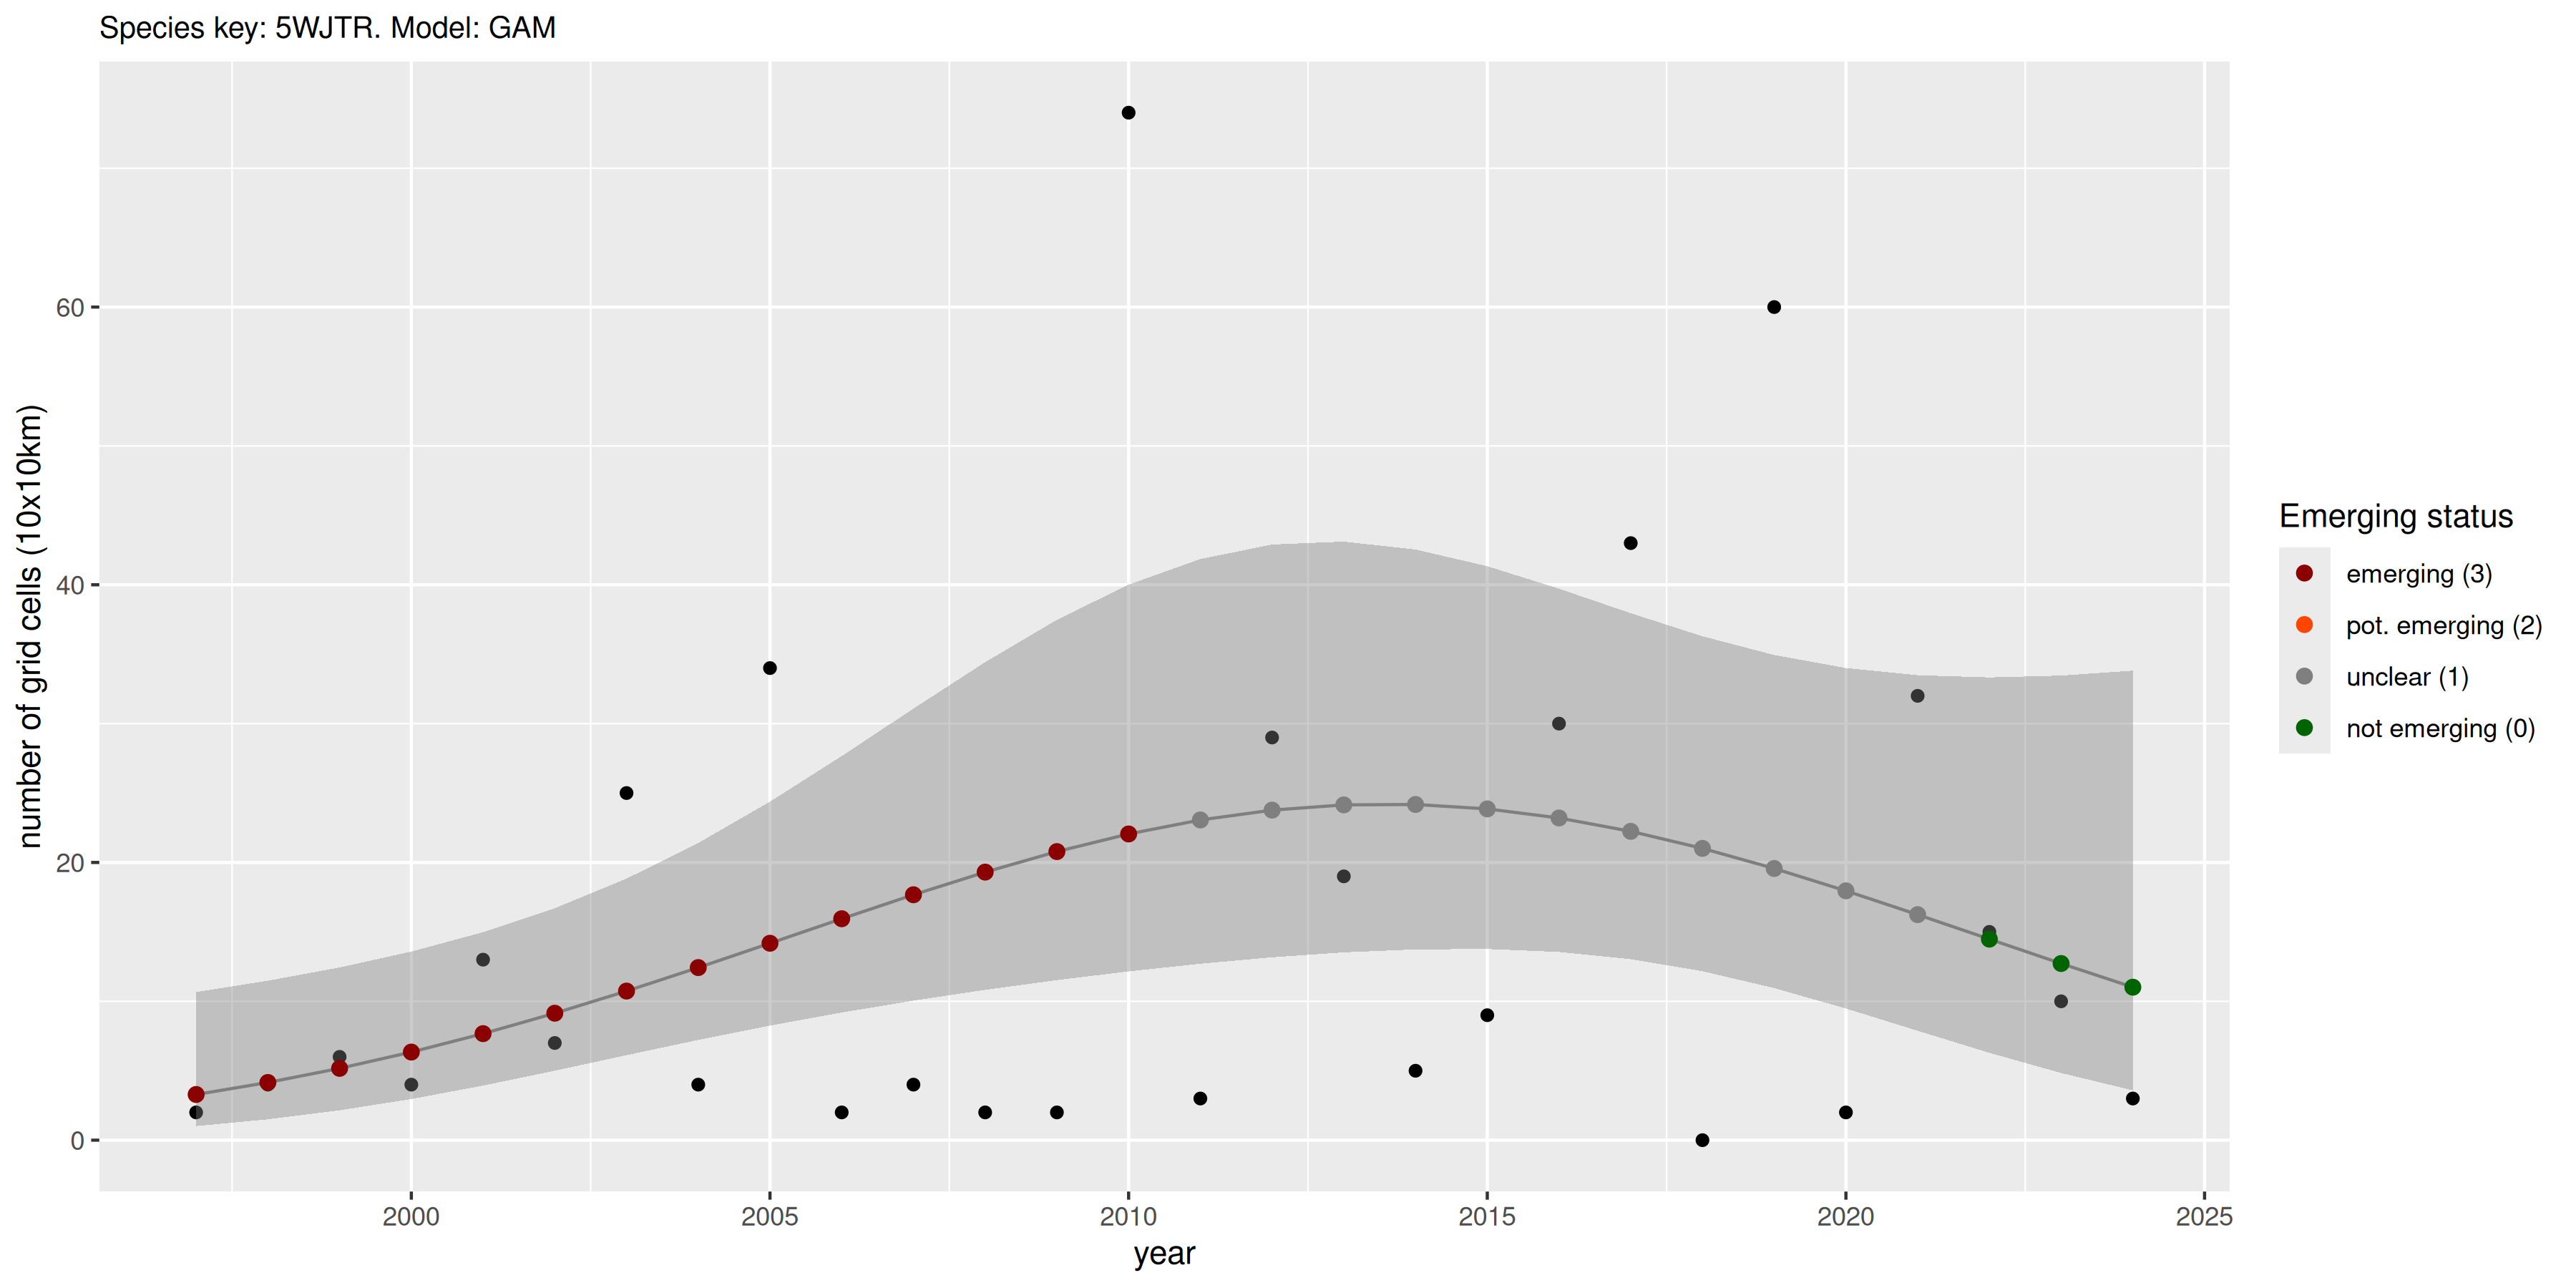 Species key: 5WJTR. Model: GAM
number of grid cells (10x10km)
60
40
20
0
2000
2005
2010
2015
2020
2025
year
Emerging status
emerging (3)
pot. emerging (2)
unclear (1)
not emerging (0)